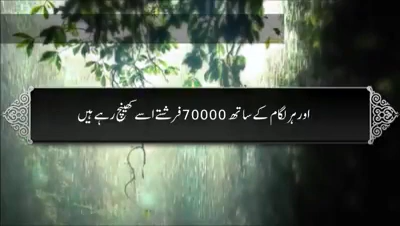 اور ہر لگام کے ساتھ 70000 فرشتے اسے کھینچ رہے ہیں